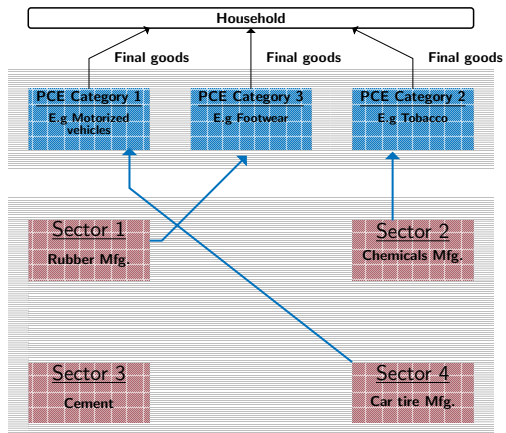 Household
Final goods
Final goods
Final goods
PCE Category 1
E.g Motorized
vehicles
PCE Category 3
E.g Footwear
PCE Category 2
E.g Tobacco
Sector 1
Rubber Mfg.
Sector 2
Chemicals Mfg.
Sector 3
Cement
Sector 4
Car tire Mfg.